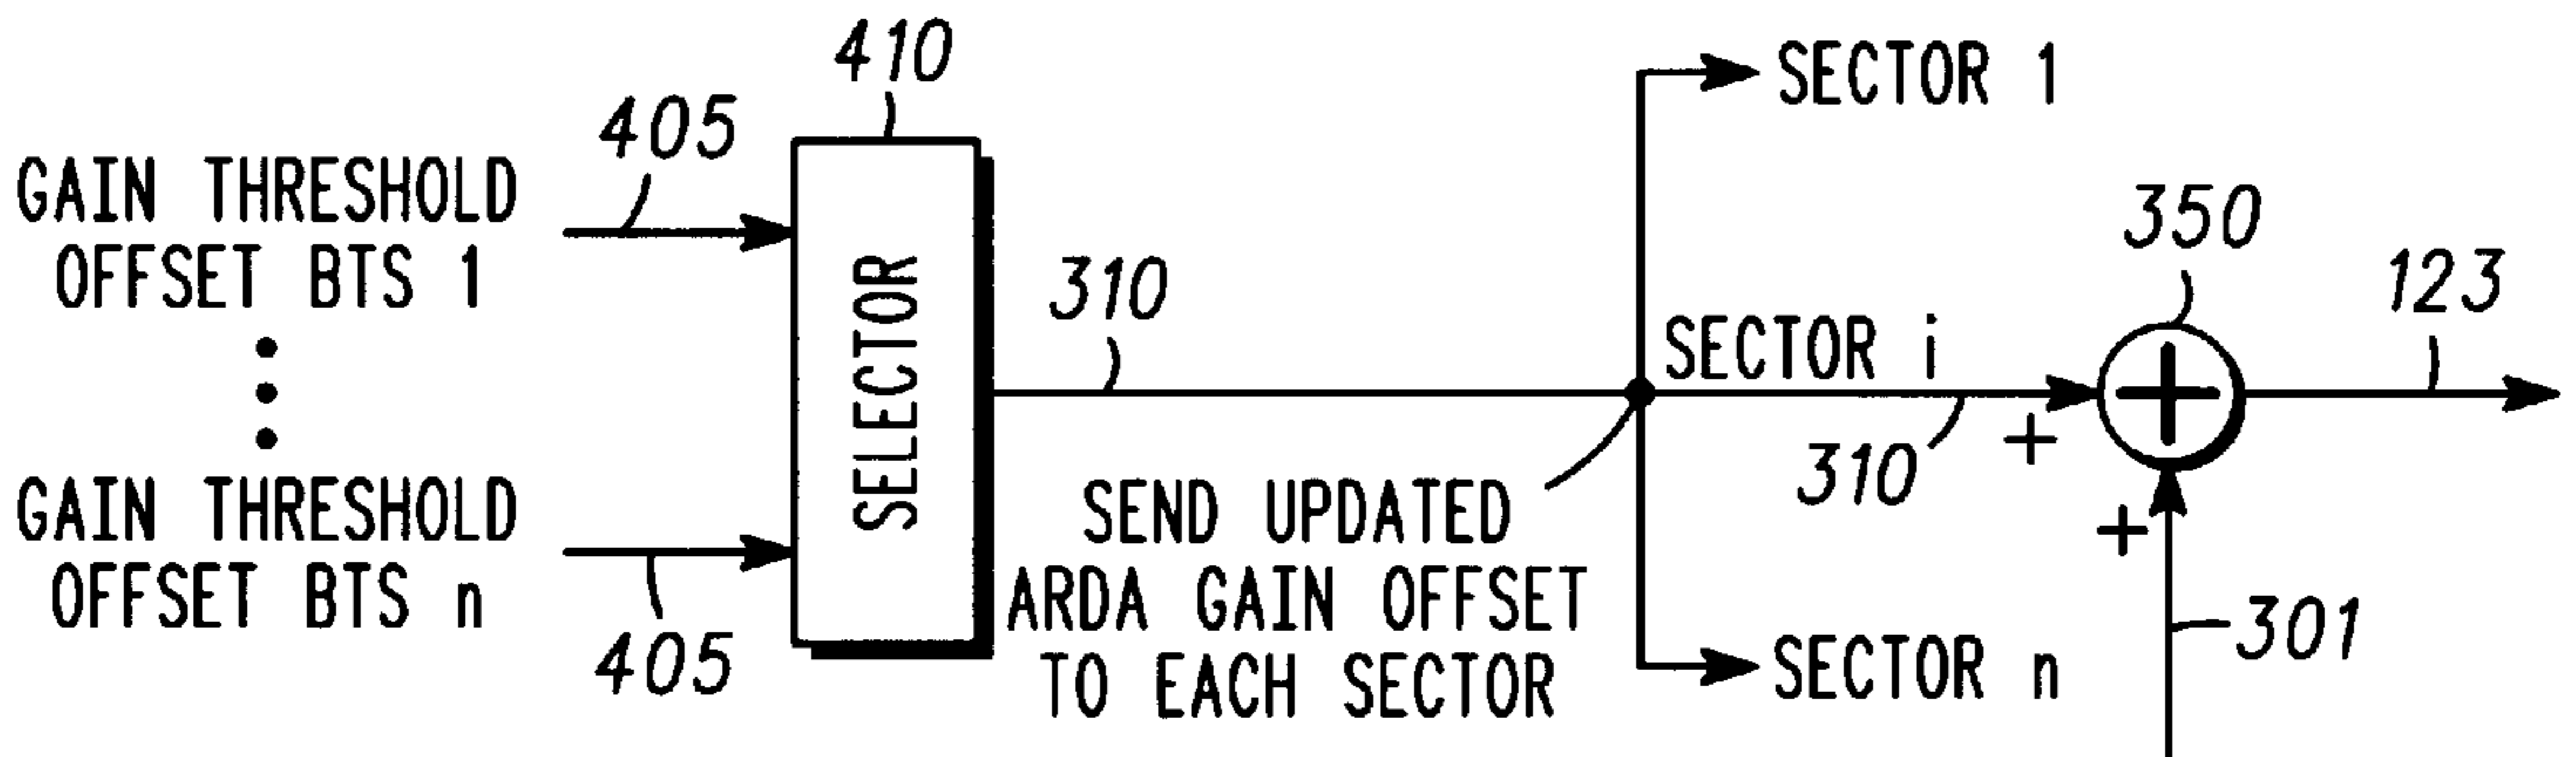 410
405
GAIN THRESHOLD
OFFSET BTS 1
GAIN THRESHOLD
OFFSET BTS n
405
SELECTOR
310
SECTOR 1
SECTOR i
310
SEND UPDATED
ARDA GAIN OFFSET
TO EACH SECTOR
SECTOR n
350
+
123
+
+
301